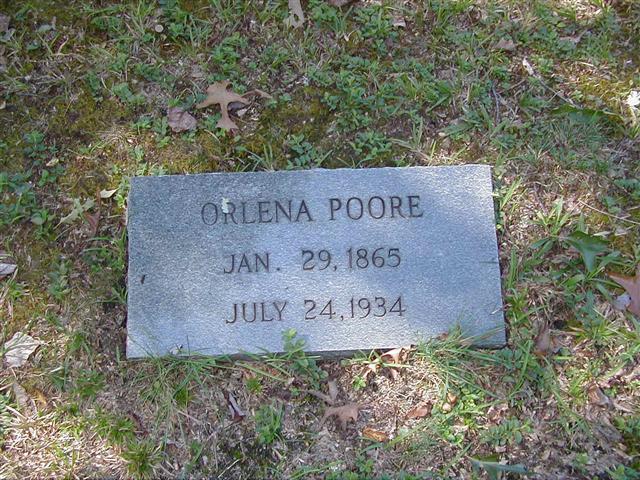 ORLENA POORE
JAN. 29, 1865
JULY 24, 1934